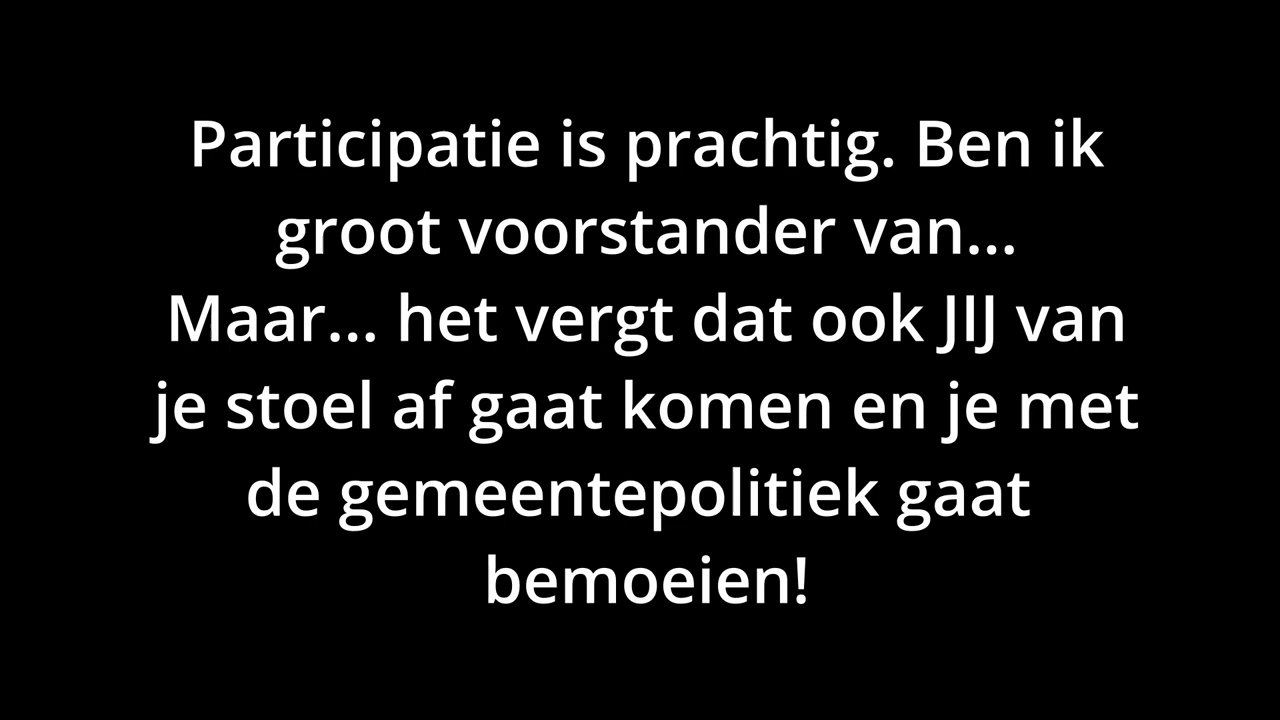 Participatie is prachtig. Ben ik
groot voorstander van...
Maar... het vergt dat ook JIJ van
je stoel af gaat komen en je met
de gemeentepolitiek gaat
bemoeien!